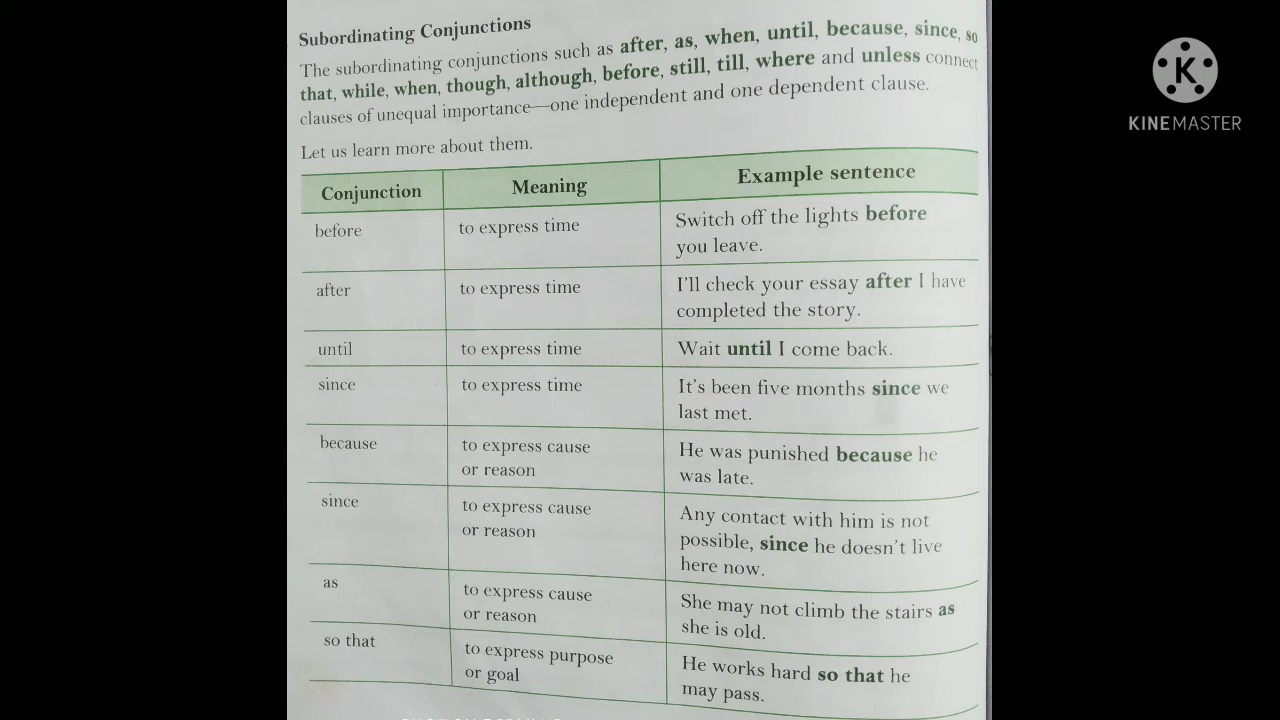 Subordinating Conjunctions
The subordinating conjunctions such as after, as, when, until, because, since, so
that, while, when, though, although, before, still, till, where and unless connect
clauses of unequal importance—one independent and one dependent clause.
Let us learn more about them.
Conjunction Meaning Example sentence
before to express time Switch off the lights before
you leave.
after to express time I'll check your essay after I have
completed the story.
until to express time Wait until I come back.
since to express time It's been five months since we
last met.
because to express cause He was punished because he
or reason was late.
since to express cause Any contact with him is not
or reason possible, since he doesn't live
here now.
as to express cause She may not climb the stairs as
or reason she is old.
so that to express purpose He works hard so that he
or goal may pass.
K
KINEMASTER